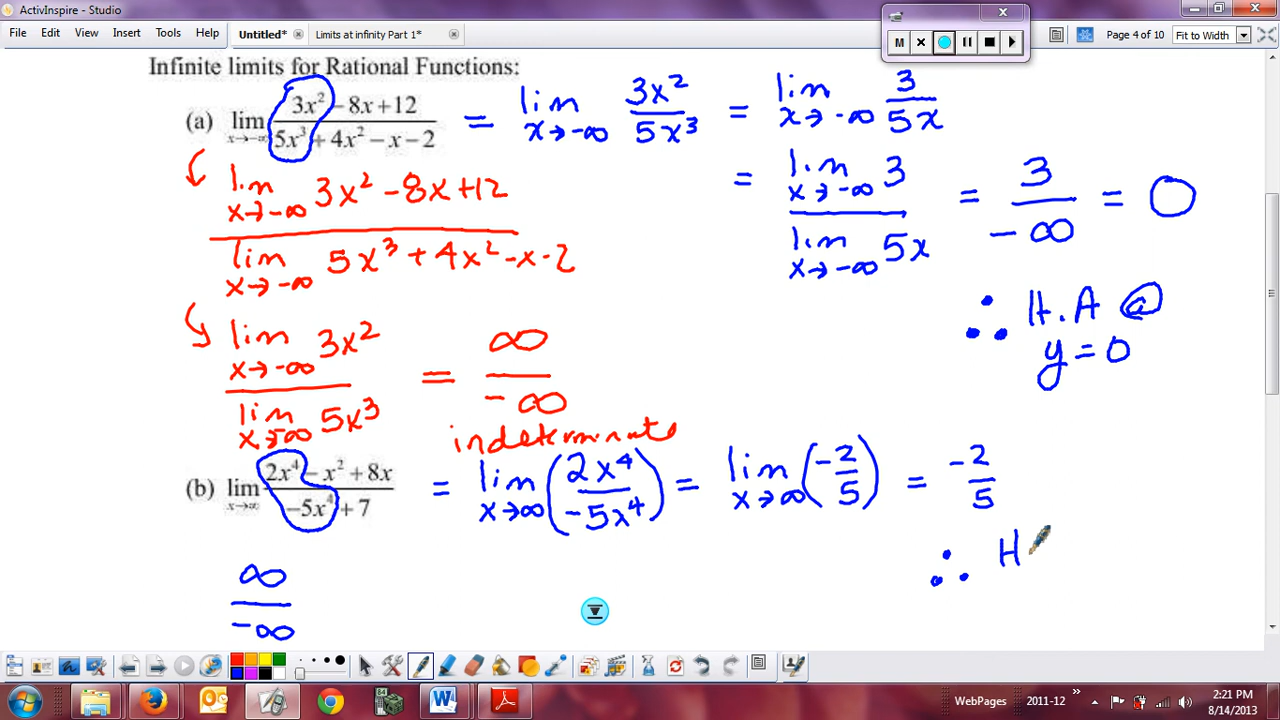 ActivInspire - Studio
File Edit View Insert Tools Help
Untitled* Limits at infinity Part 1*
M
Page 4 of 10 Fit to Width
Infinite limits for Rational Functions:
(a) lim x→-∞ (3x² - 8x + 12)/(5x³ + 4x² - x - 2) = lim x→-∞ 3x²/5x³ = lim x→-∞ 3/5x
= lim x→-∞ 3 / lim x→-∞ 5x = 3/-∞ = 0
∴ H.A @
y = 0
lim x→-∞ 3x² - 8x + 12
lim x→-∞ 5x³ + 4x² - x - 2
lim x→-∞ 3x² / lim x→-∞ 5x³ = ∞/-∞
indeterminate
(b) lim x→∞ (2x⁴ - x² + 8x)/(-5x⁴ + 7) = lim x→∞ (2x⁴/-5x⁴) = lim x→∞ (-2/5) = -2/5
∴ H
∞/-∞
WebPages 2011-12 2:21 PM
8/14/2013